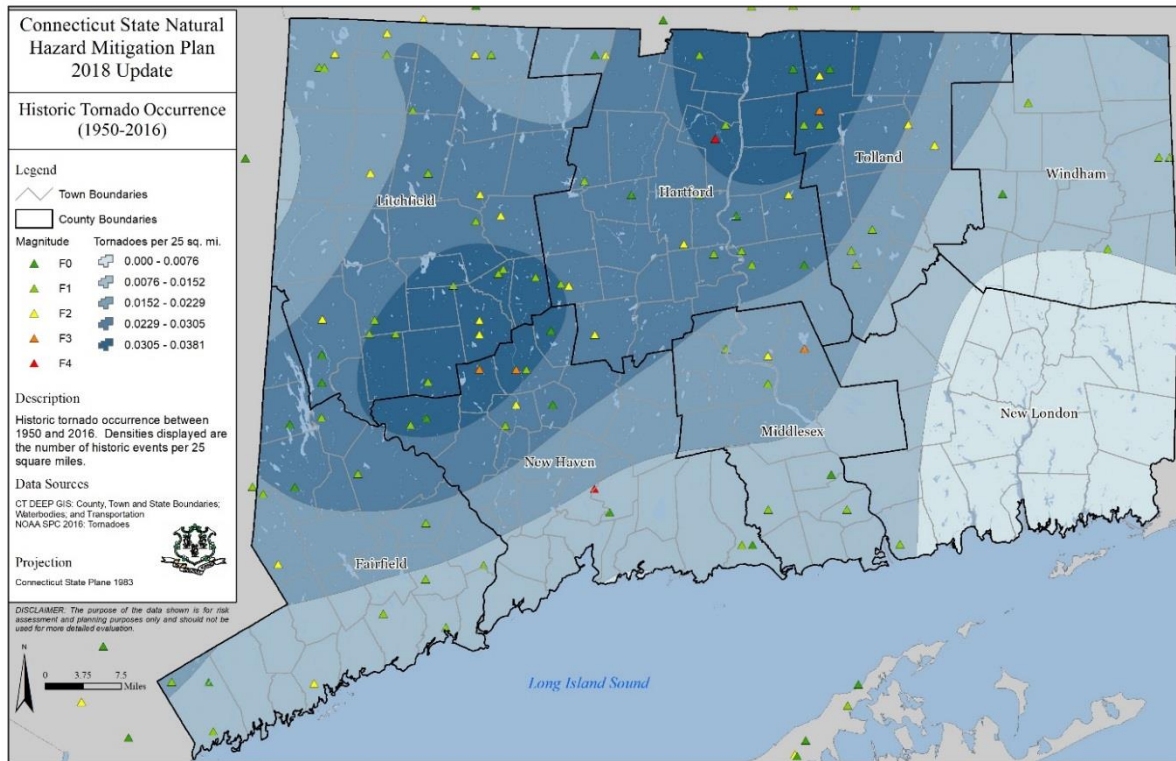 Connecticut State Natural
Hazard Mitigation Plan
2018 Update
Historic Tornado Occurrence
(1950-2016)
Legend
Town Boundaries
County Boundaries
Magnitude
Tornadoes per 25 sq. mi.
F0
0.000 - 0.0076
F1
0.0076 - 0.0152
F2
0.0152 - 0.0229
F3
0.0229 - 0.0305
F4
0.0305 - 0.0381
Description
Historic tornado occurrence between
1950 and 2016. Densities displayed are
the number of historic events per 25
square miles.
Data Sources
CT DEEP GIS: County, Town and State Boundaries;
Waterbodies; and Transportation
NOAA SPC 2016: Tornadoes
Projection
Connecticut State Plane 1983
DISCLAIMER: The purpose of the data shown is for risk
assessment and planning purposes only and should not be
used for more detailed evaluation.
N
0 3.75 7.5
Miles
Litchfield
Hartford
Tolland
Windham
New London
Middlesex
New Haven
Fairfield
Long Island Sound